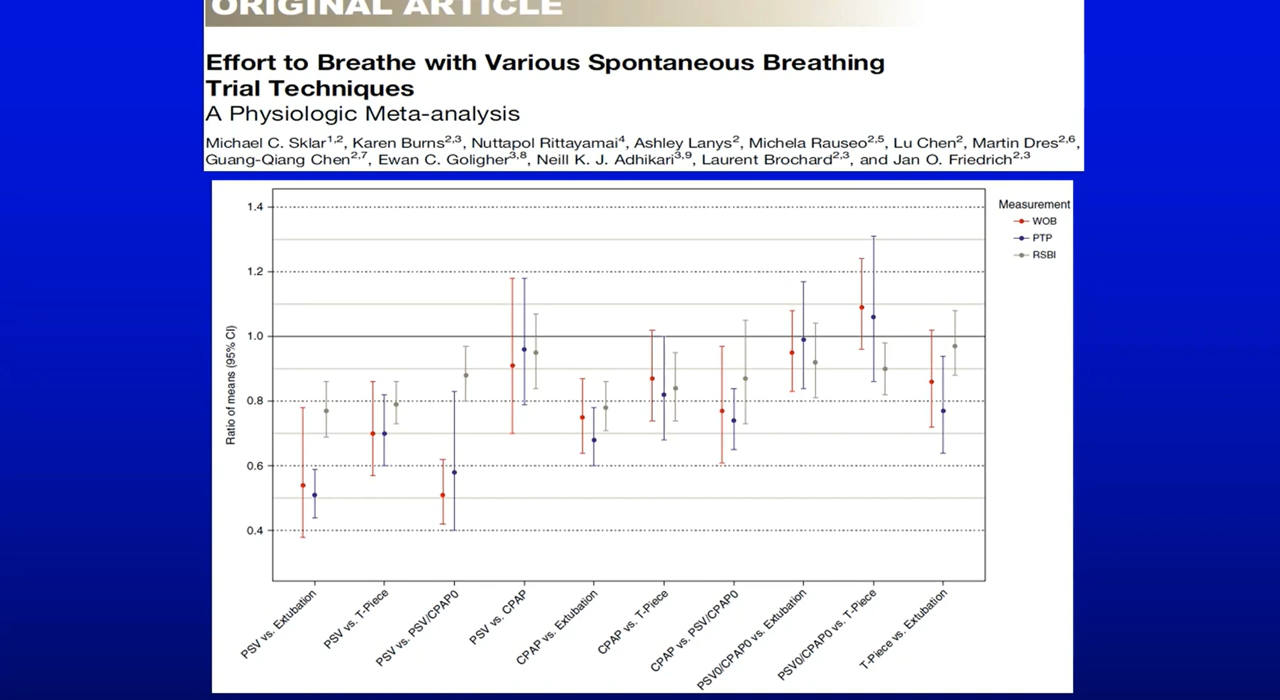 ORIGINAL ARTICLE
Effort to Breathe with Various Spontaneous Breathing
Trial Techniques
A Physiologic Meta-analysis
Michael C. Sklar1,2, Karen Burns2,3, Nuttapol Rittayamai4, Ashley Lanys2, Michela Rauseo2,5, Lu Chen2, Martin Dres2,6,
Guang-Qiang Chen2,7, Ewan C. Goligher3,8, Neill K. J. Adhikari3,9, Laurent Brochard2,3, and Jan O. Friedrich2,3
Measurement
WOB
PTP
RSBI
Ratio of means (95% CI)
1.4
1.2
1.0
0.8
0.6
0.4
PSV vs. Extubation
PSV vs. T-Piece
PSV vs. PSV/CPAP0
PSV vs. CPAP
CPAP vs. Extubation
CPAP vs. T-Piece
CPAP vs. PSV/CPAP0
PSV0/CPAP0 vs. Extubation
PSV0/CPAP0 vs. T-Piece
T-Piece vs. Extubation